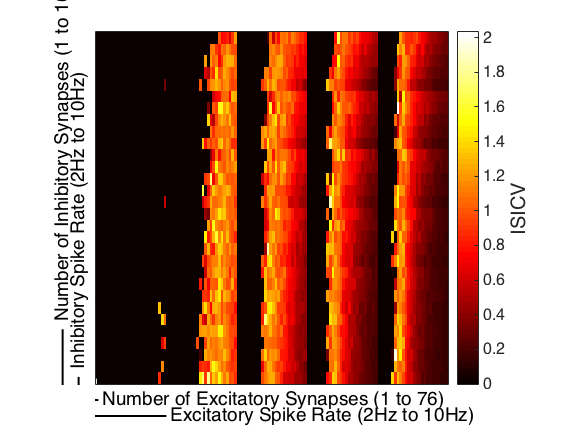 Number of Inhibitory Synapses (1 to 10
Inhibitory Spike Rate (2Hz to 10Hz)
2
1.8
1.6
1.4
1.2
1
0.8
0.6
0.4
0.2
0
ISICV
Number of Excitatory Synapses (1 to 76)
Excitatory Spike Rate (2Hz to 10Hz)